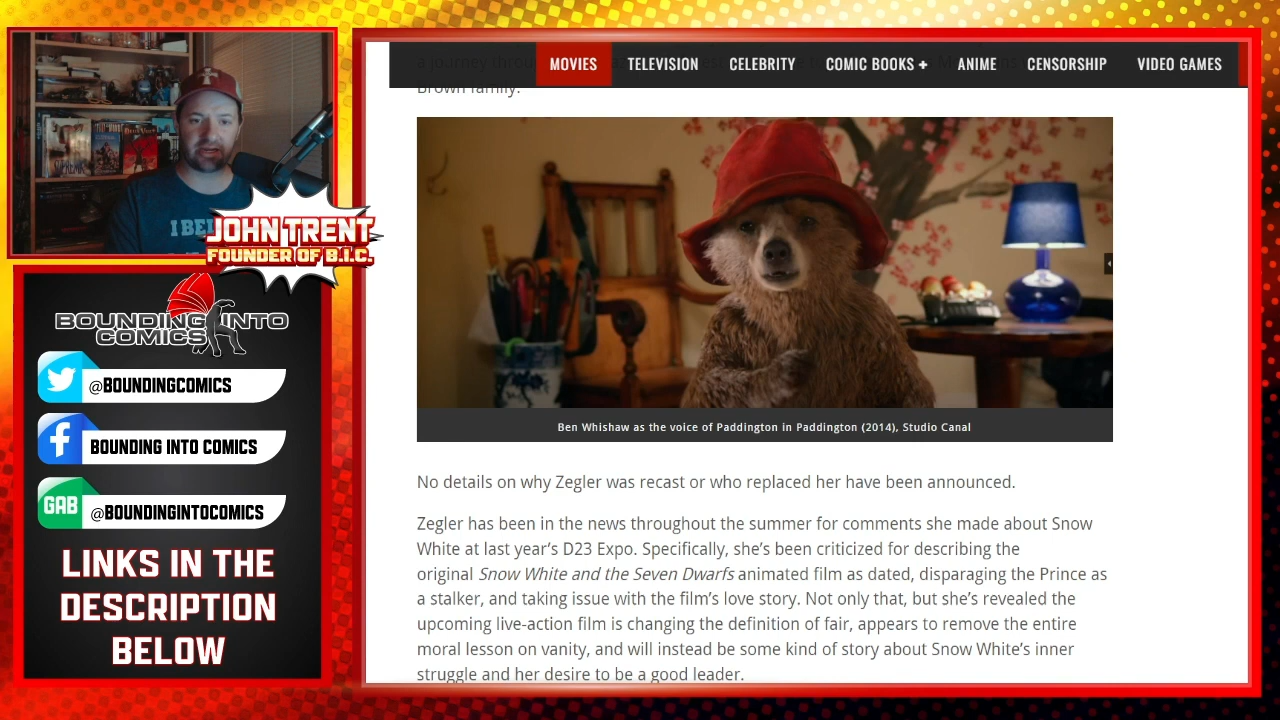 MOVIES TELEVISION CELEBRITY COMIC BOOKS + ANIME CENSORSHIP VIDEO GAMES
Brown family.
I BEL
JOHN TRENT
FOUNDER OF B.I.C.
BOUNDING INTO
COMICS
@BOUNDINGCOMICS
BOUNDING INTO COMICS
GAB
@BOUNDINGINTOCOMICS
LINKS IN THE
DESCRIPTION
BELOW
Ben Whishaw as the voice of Paddington in Paddington (2014), Studio Canal
No details on why Zegler was recast or who replaced her have been announced.
Zegler has been in the news throughout the summer for comments she made about Snow
White at last year’s D23 Expo. Specifically, she’s been criticized for describing the
original Snow White and the Seven Dwarfs animated film as dated, disparaging the Prince as
a stalker, and taking issue with the film’s love story. Not only that, but she’s revealed the
upcoming live-action film is changing the definition of fair, appears to remove the entire
moral lesson on vanity, and will instead be some kind of story about Snow White’s inner
struggle and her desire to be a good leader.